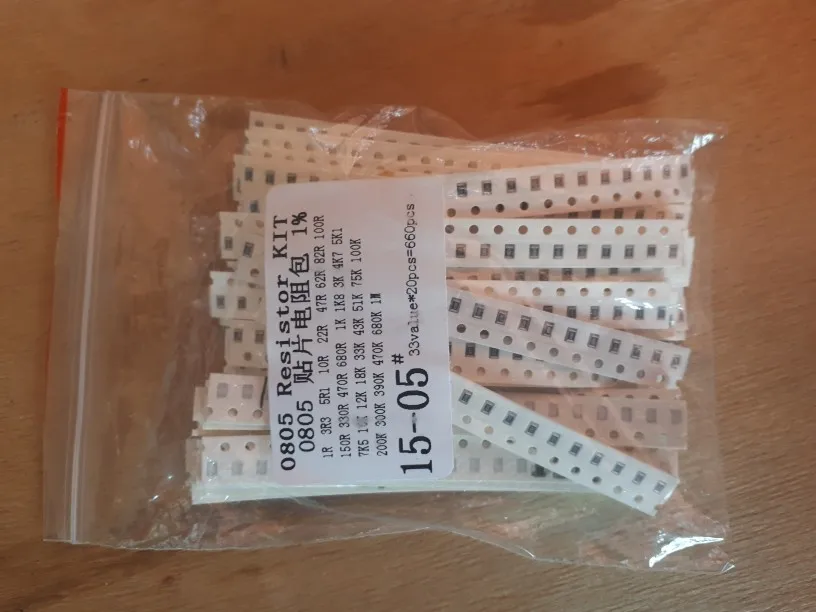 0805 Resistor KIT
0805 贴片电阻包 1%
1R 3R3 5R1 10R 22R 47R 62R 82R 100R
150R 330R 470R 680R 1K 1K8 3K 4K7 5K1
7K5 12K 18K 33K 43K 51K 75K 100K
200K 300K 390K 470K 680K 1M
15-05# 33value*20pcs=660pcs